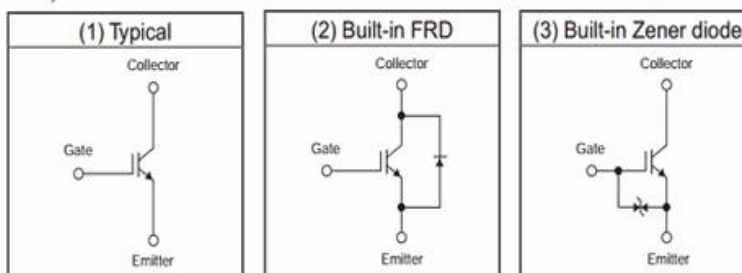 (1) Typical
Collector
Gate
Emitter
(2) Built-in FRD
Collector
Gate
Emitter
(3) Built-in Zener diode
Collector
Gate
Emitter